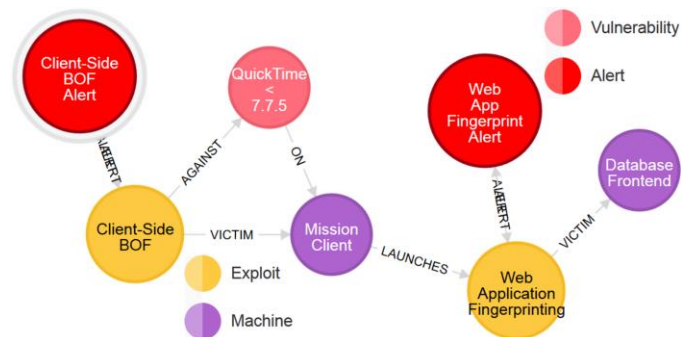 Client-Side
BOF
Alert
QuickTime
<
7.7.5
Vulnerability
Alert
Web
App
Fingerprint
Alert
Database
Frontend
AGAINST
ON
Client-Side
BOF
VICTIM
Mission
Client
LAUNCHES
VICTIM
Web
Application
Fingerprinting
Exploit
Machine